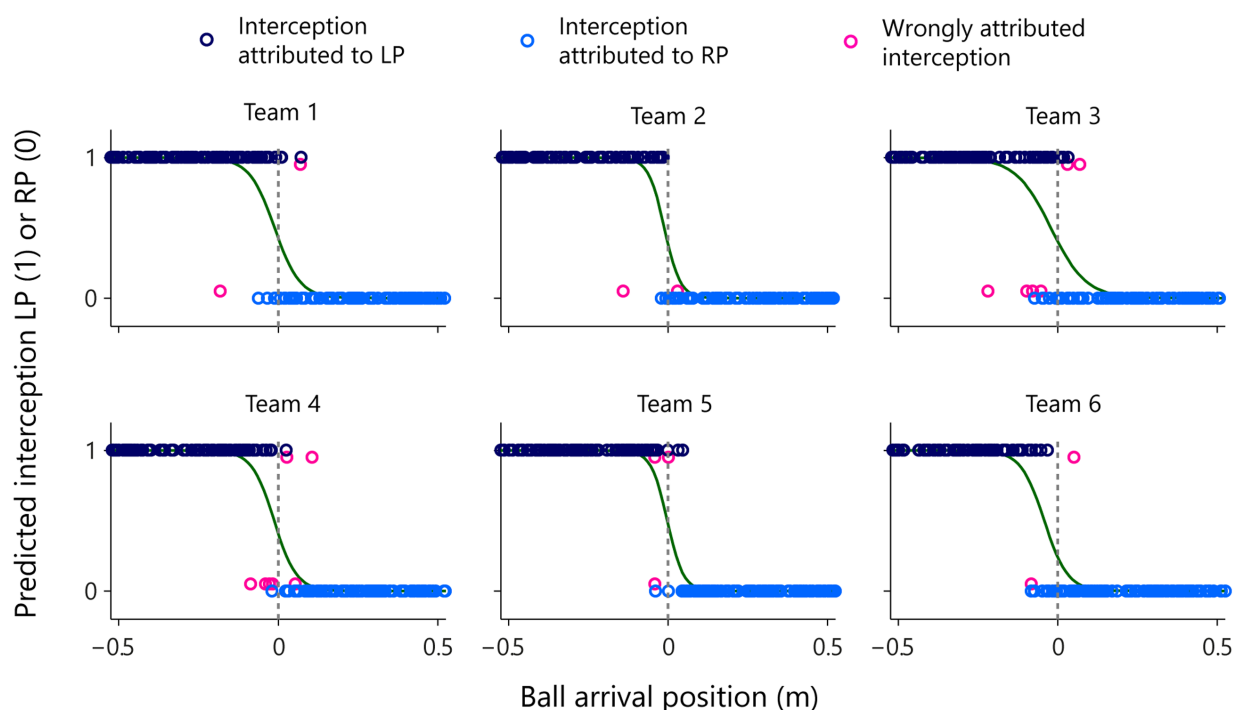 Interception
attributed to LP
Interception
attributed to RP
Wrongly attributed
interception
Predicted interception LP (1) or RP (0)
Team 1
Team 2
Team 3
1
0
Team 4
Team 5
Team 6
1
0
−0.5
0
0.5
−0.5
0
0.5
−0.5
0
0.5
Ball arrival position (m)